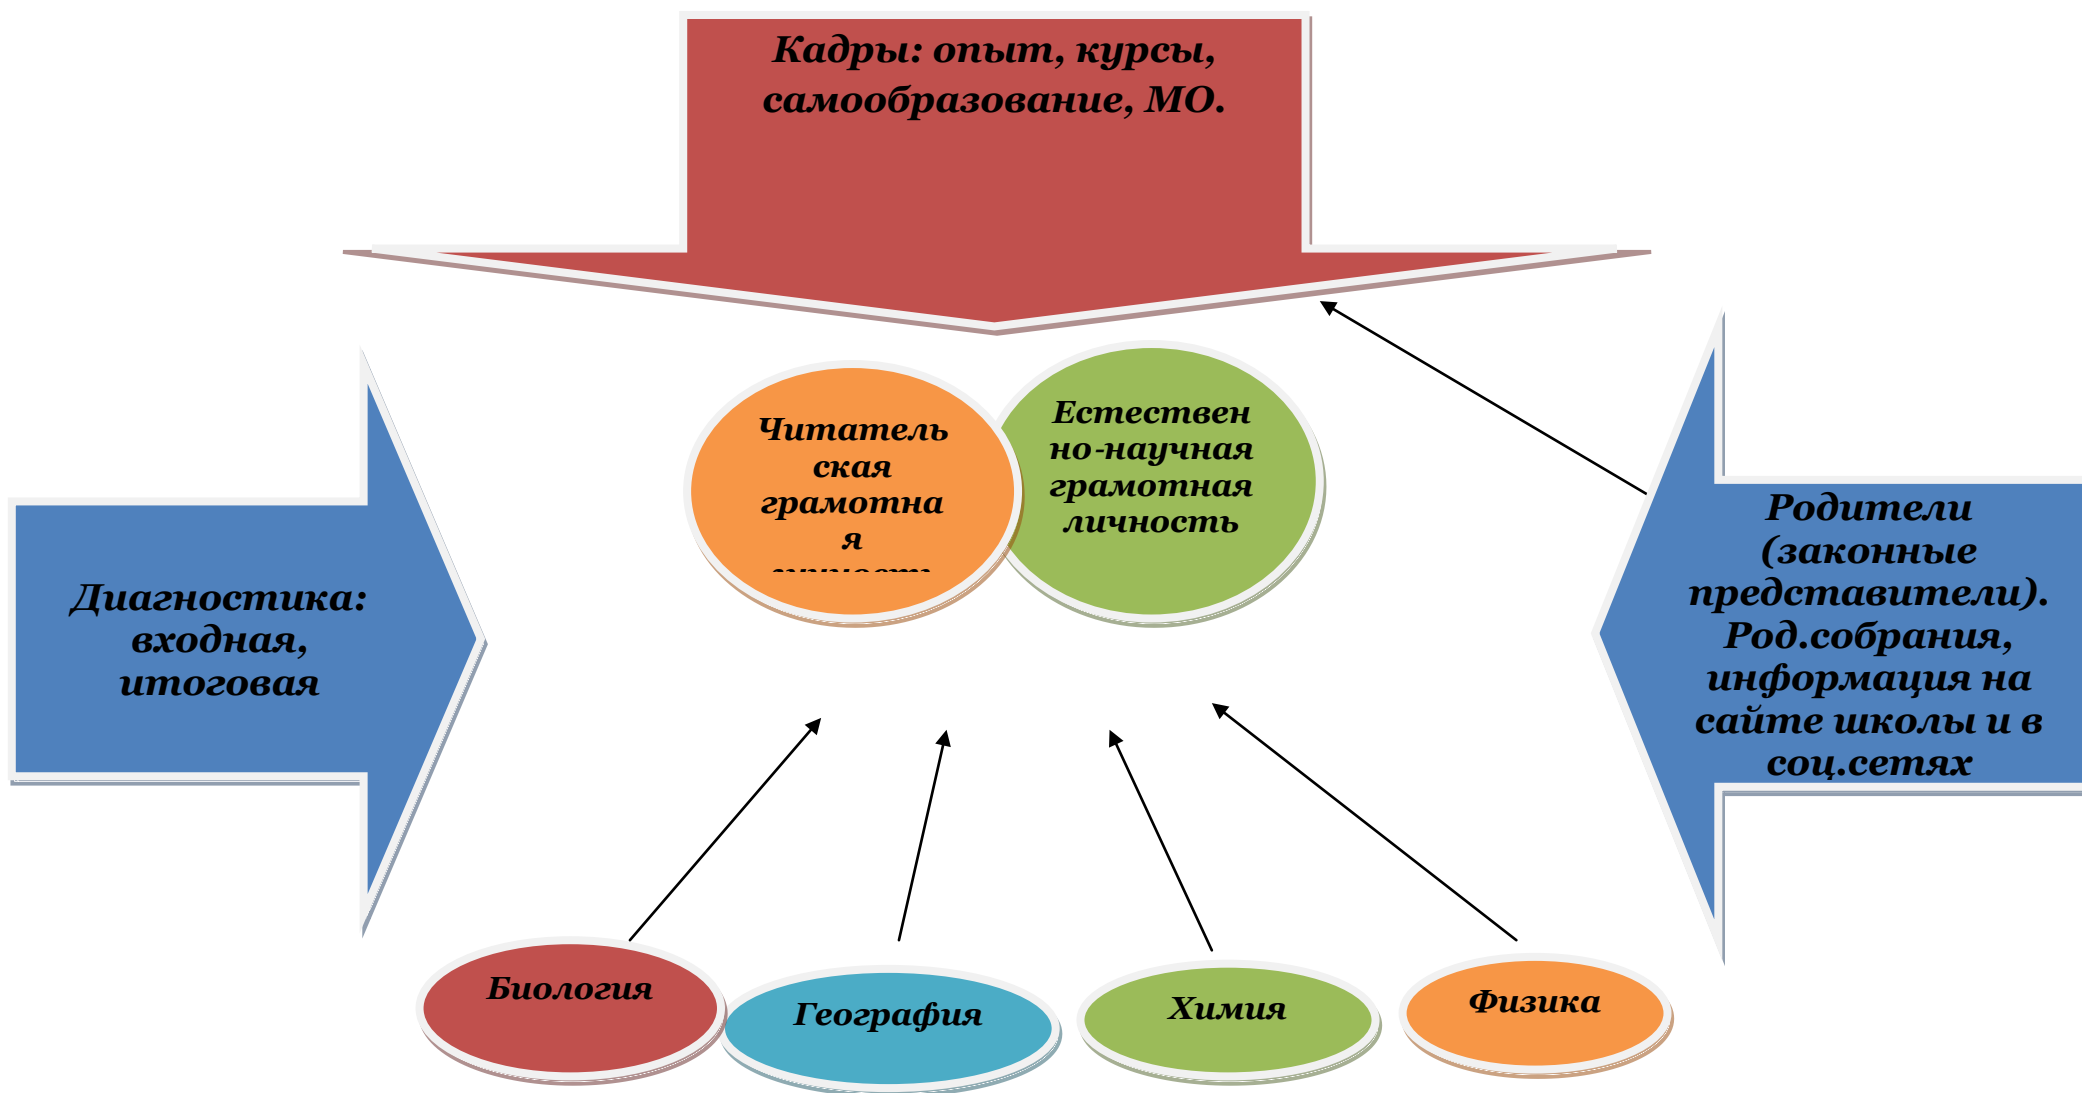 Кадры: опыт, курсы,
самообразование, МО.
Читатель
ская
грамотна
я
Естествен
но-научная
грамотная
личность
Диагностика:
входная,
итоговая
Родители
(законные
представители).
Род.собрания,
информация на
сайте школы и в
соц.сетях
Биология
География
Химия
Физика